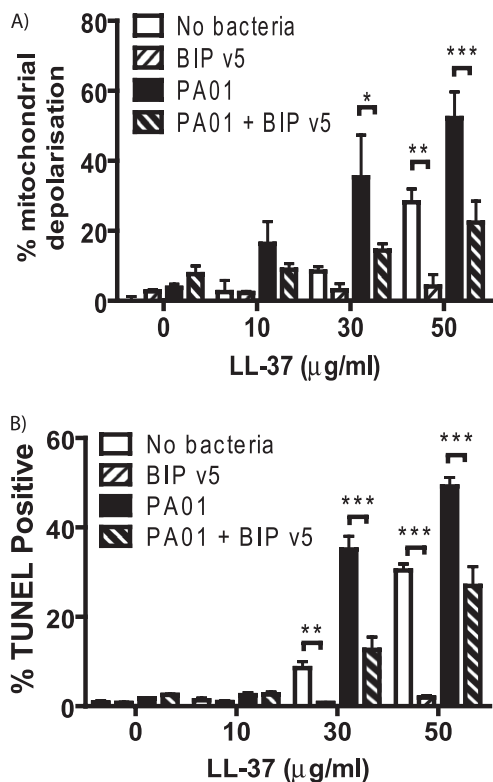 A)
No bacteria
BIP v5
PA01
PA01 + BIP v5
% mitochondrial
depolarisation
80
60
40
20
0
*
**
***
0 10 30 50
LL-37 (μg/ml)
B)
No bacteria
BIP v5
PA01
PA01 + BIP v5
% TUNEL Positive
60
40
20
0
**
***
***
***
0 10 30 50
LL-37 (μg/ml)